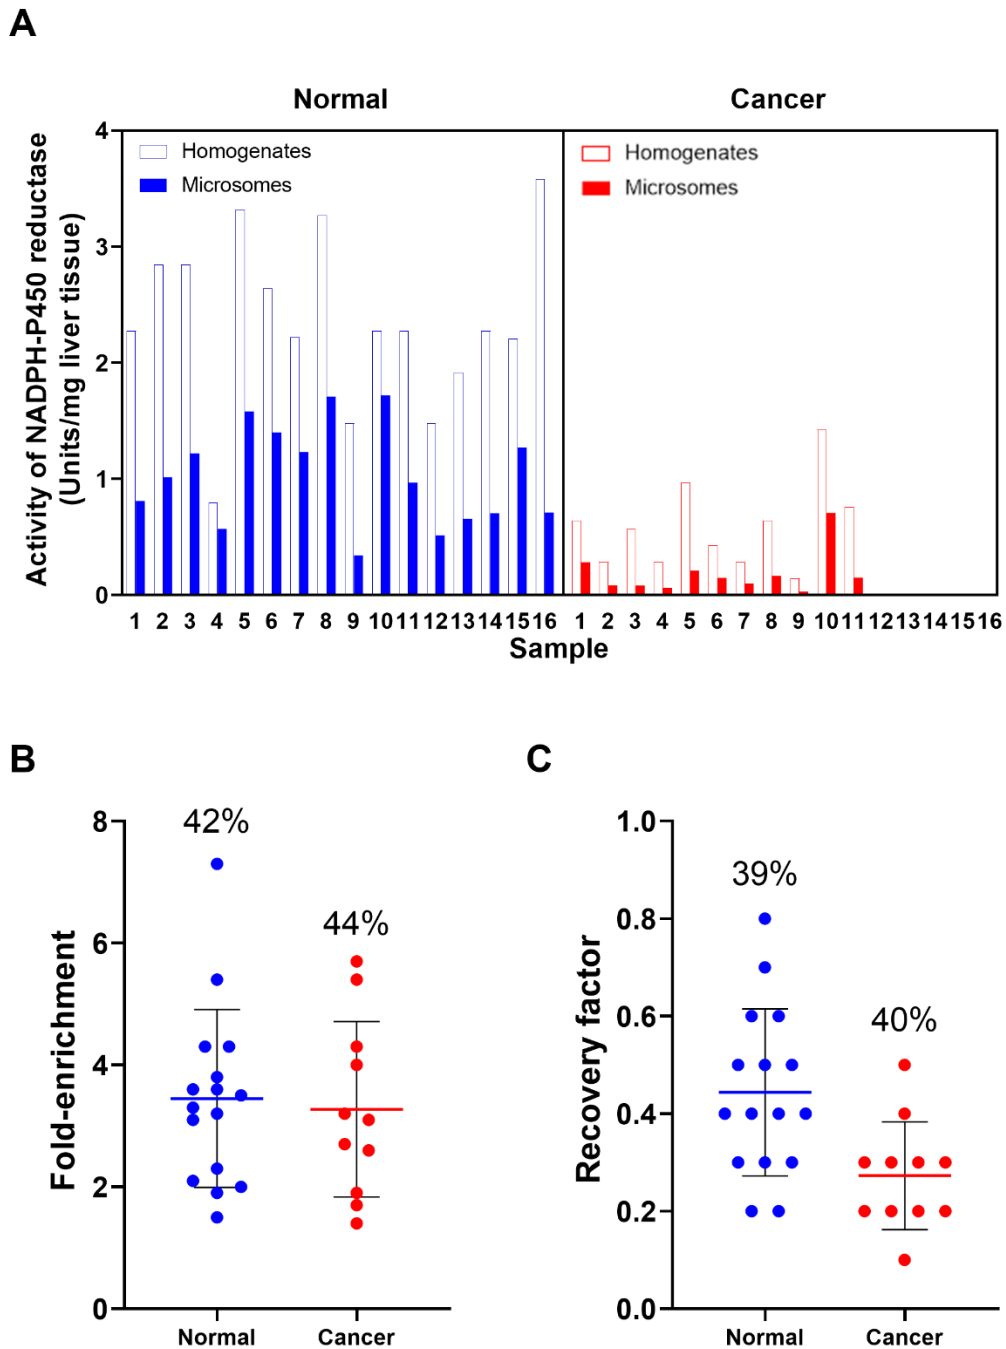 A
Normal
Cancer
Activity of NADPH-P450 reductase
(Units/mg liver tissue)
4
3
2
1
0
Homogenates
Microsomes
Homogenates
Microsomes
1 2 3 4 5 6 7 8 9 10 11 12 13 14 15 16
1 2 3 4 5 6 7 8 9 10 11 12 13 14 15 16
Sample
B
Fold-enrichment
8
6
4
2
0
42%
44%
Normal
Cancer
C
Recovery factor
1.0
0.8
0.6
0.4
0.2
0.0
39%
40%
Normal
Cancer